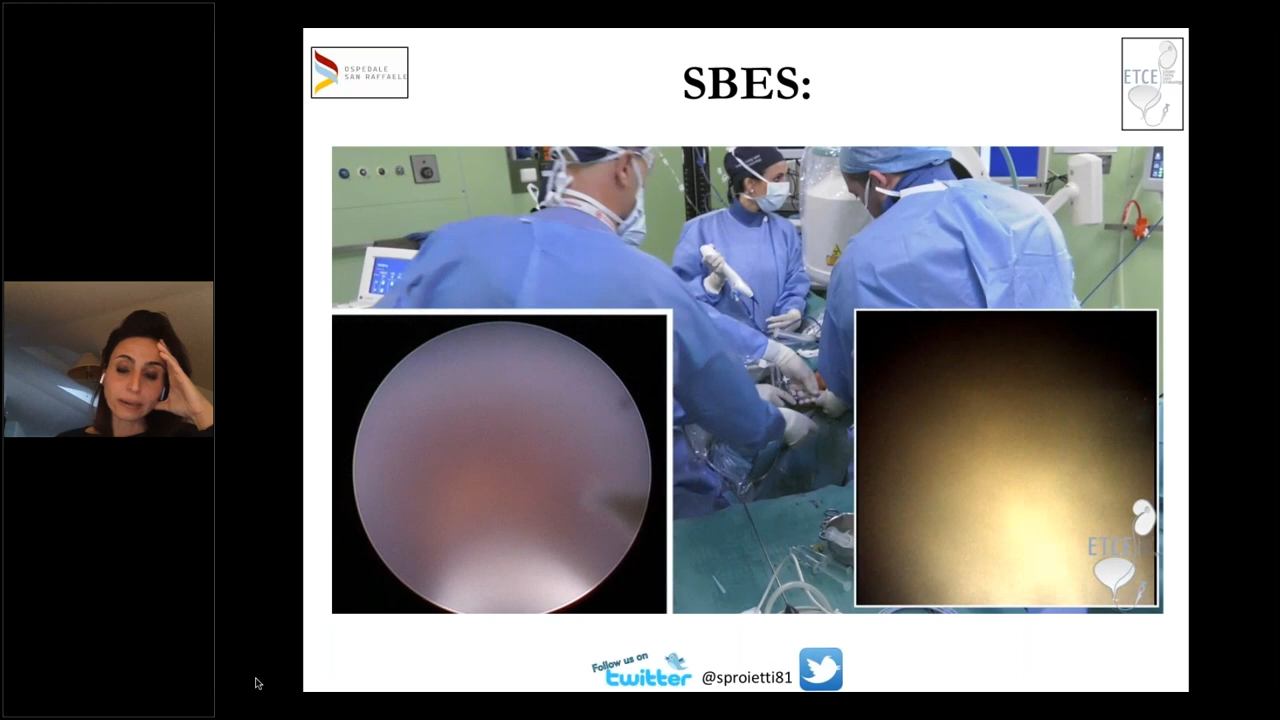 OSPEDALE
SAN RAFFAELE
SBES:
ETCE
ETCE
Follow us on
twitter
@sproietti81